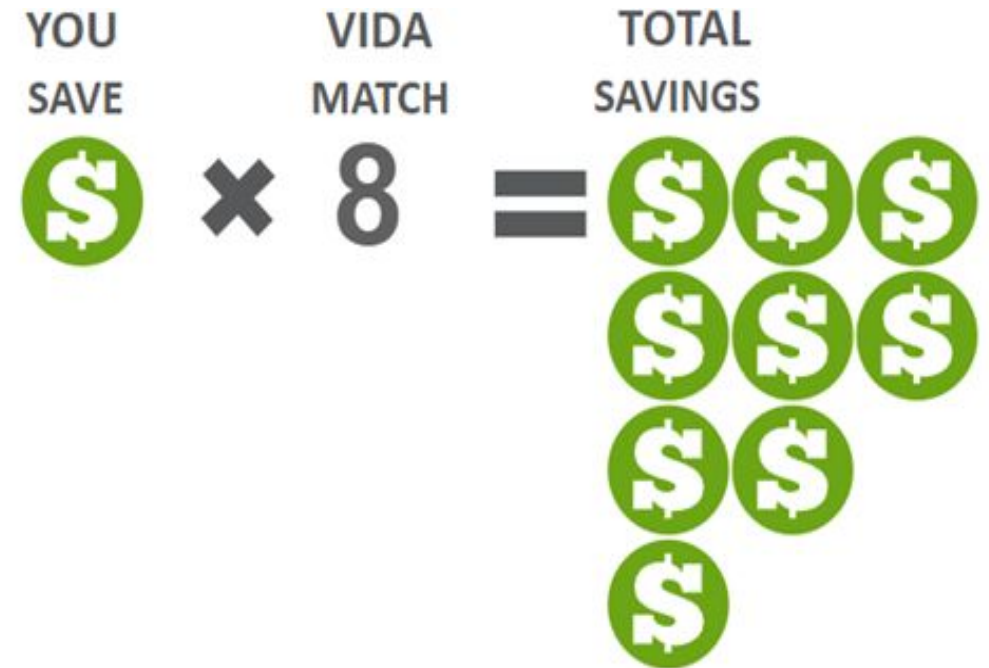 YOU VIDA TOTAL
SAVE MATCH SAVINGS
$ × 8 = $ $ $
$ $ $
$ $
$